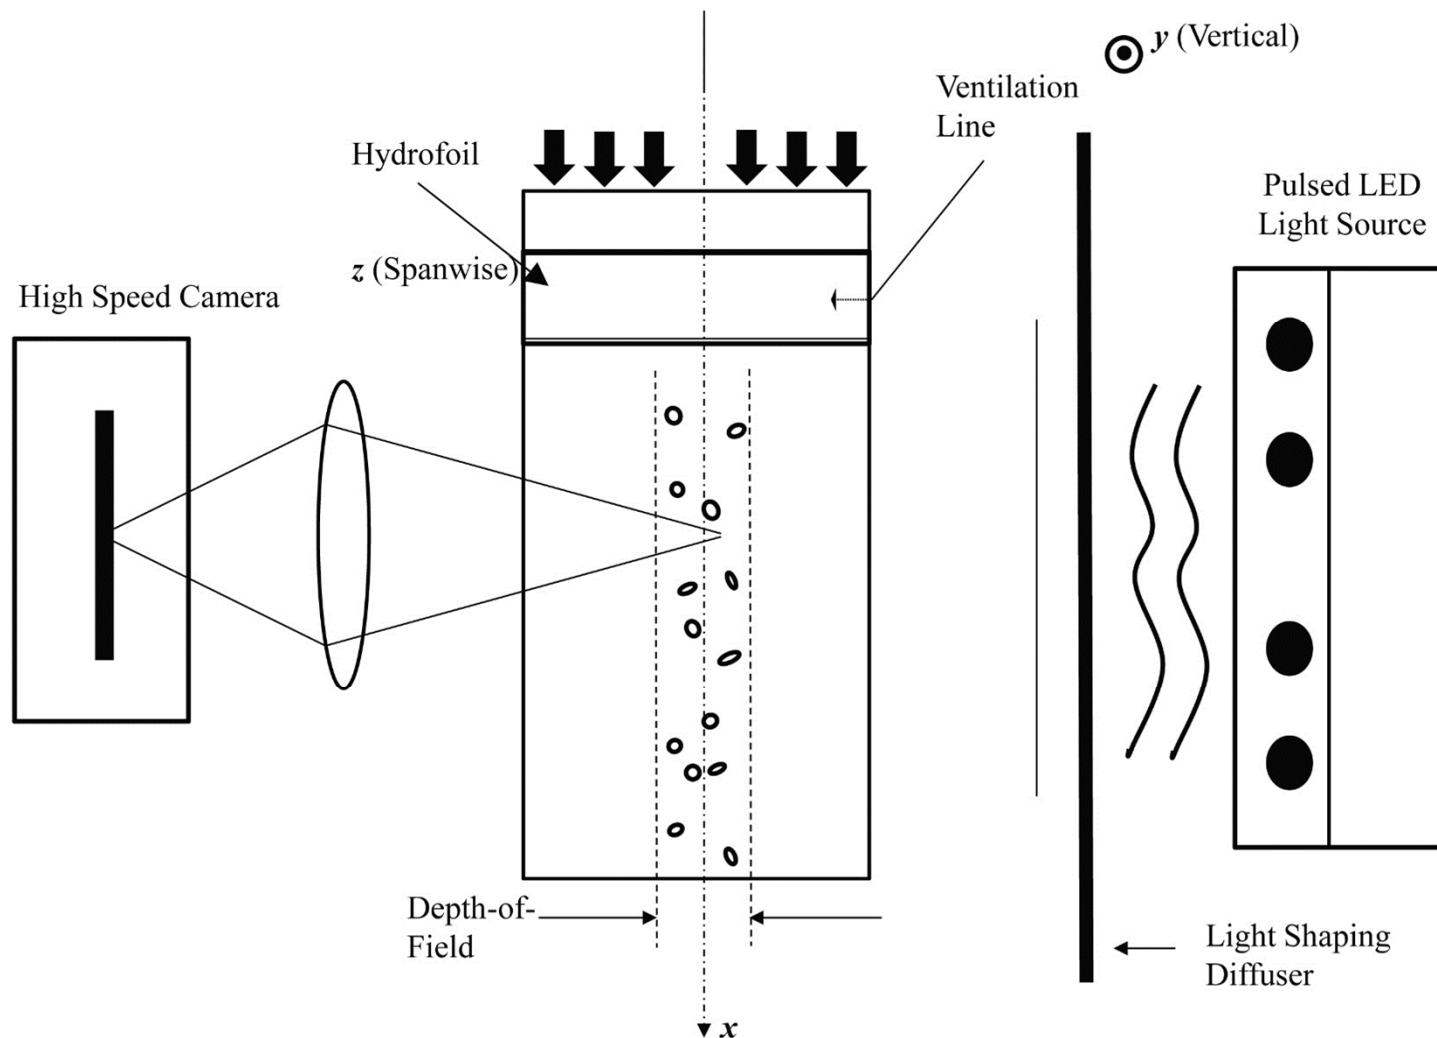 y (Vertical)
Ventilation
Line
Hydrofoil
Pulsed LED
Light Source
z (Spanwise)
High Speed Camera
Depth-of-
Field
Light Shaping
Diffuser
x